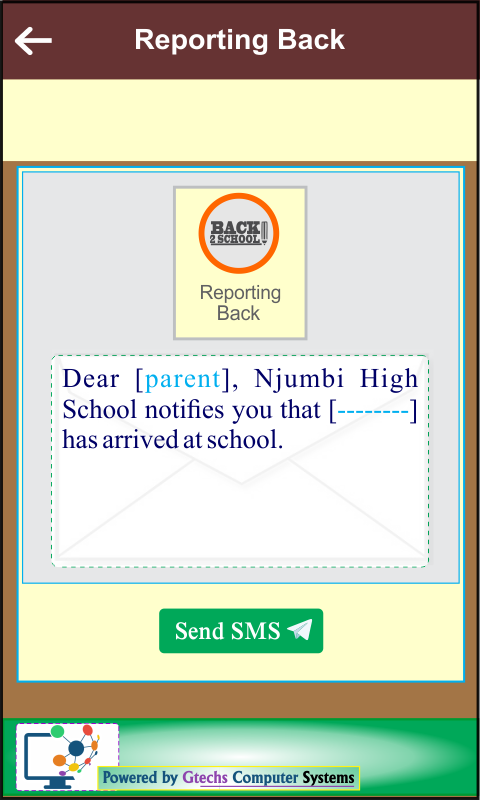 Reporting Back
BACK
2 SCHOOL
Reporting
Back
Dear [parent], Njumbi High
School notifies you that [--------]
has arrived at school.
Send SMS
Powered by Gtechs Computer Systems